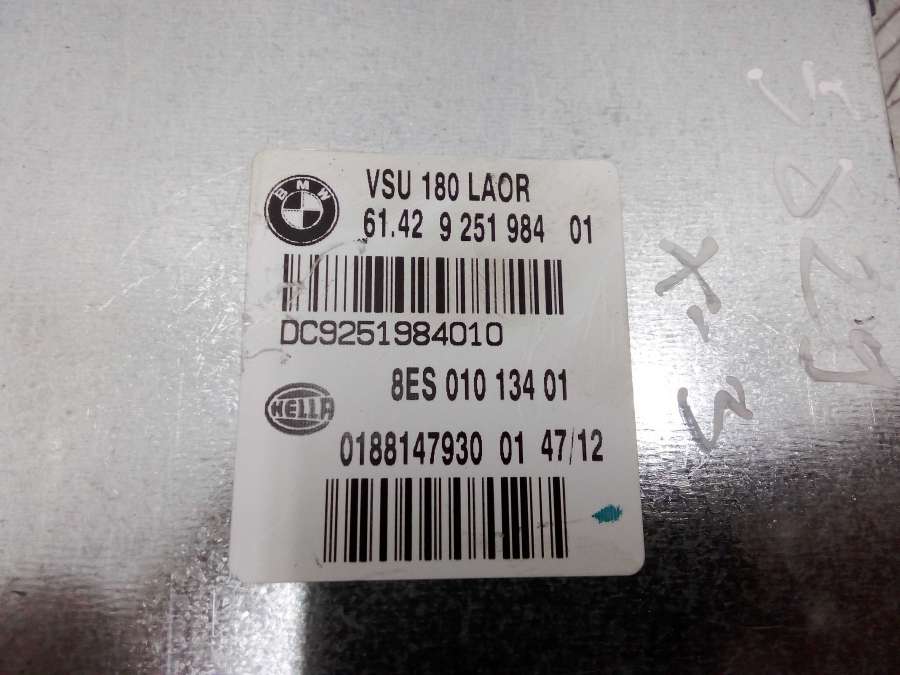 BMW
VSU 180 LAOR
61.42 9 251 984 01
DC9251984010
HELLA
8ES 010 134 01
0188147930 01 47/12